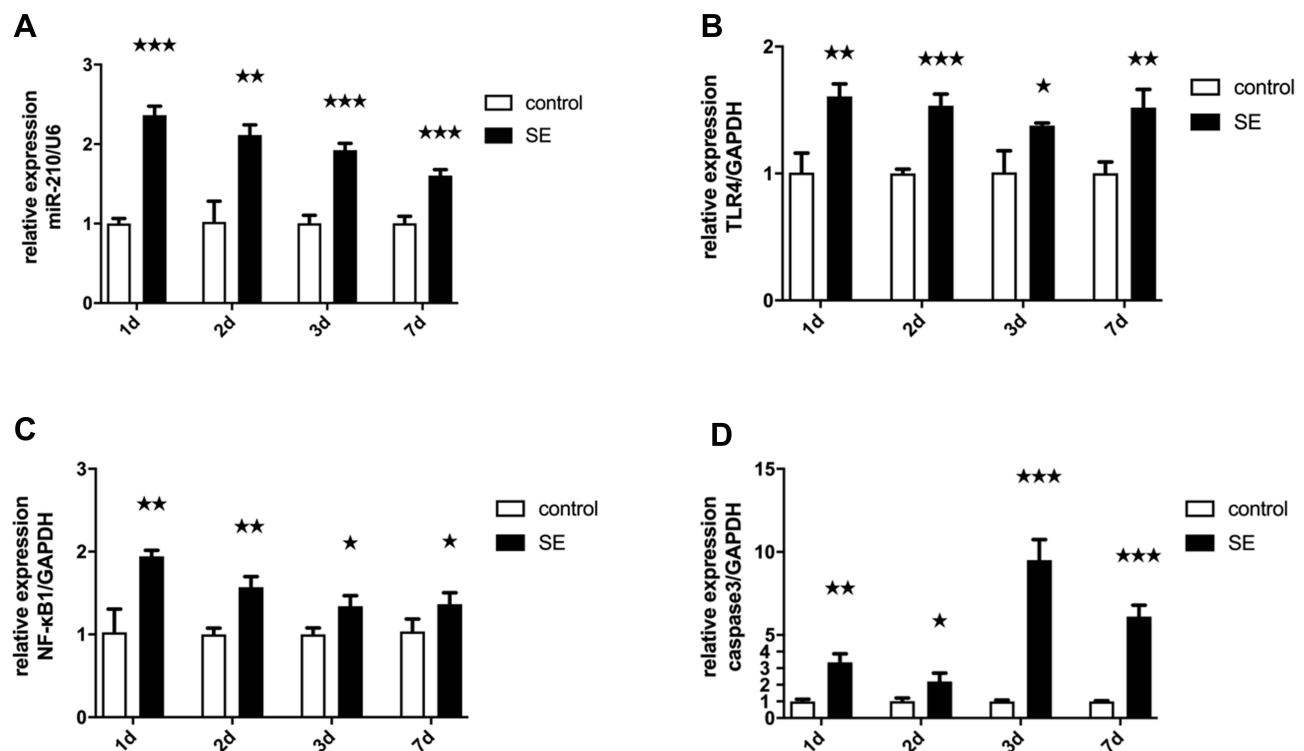 A
★★★
★★
★★★
★★★
relative expression
miR-210/U6
3
2
1
0
1d
2d
3d
7d
control
SE
B
★★
★★★
★
★★
relative expression
TLR4/GAPDH
2
1
0
1d
2d
3d
7d
control
SE
C
★★
★★
★
★
relative expression
NF-κB1/GAPDH
3
2
1
0
1d
2d
3d
7d
control
SE
D
★★
★
★★★
★★★
relative expression
caspase3/GAPDH
15
10
5
4
3
2
1
0
1d
2d
3d
7d
control
SE